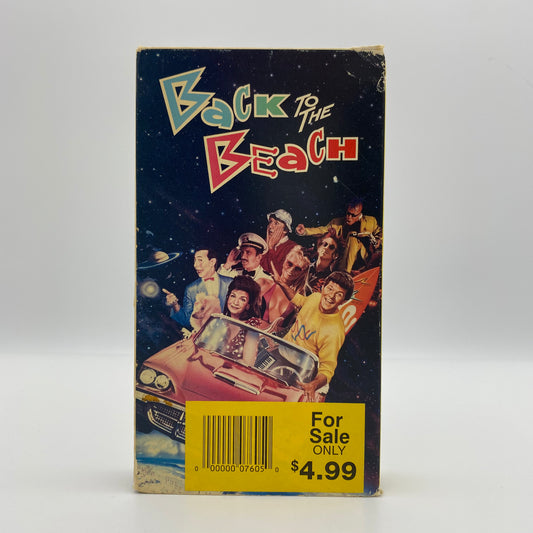 BACK TO THE
BEACH
For
Sale
ONLY
$4.99
0 00000 07605 0